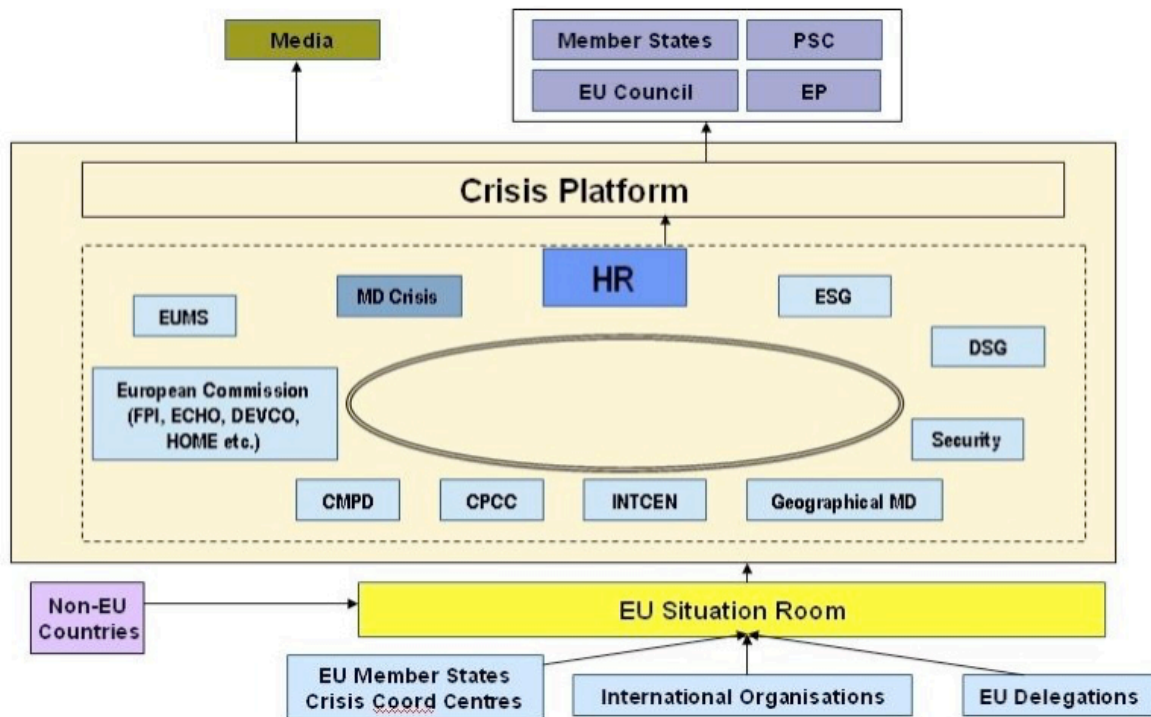 Media
Member States
PSC
EU Council
EP
Crisis Platform
HR
MD Crisis
ESG
EUMS
DSG
European Commission
(FPI, ECHO, DEVCO,
HOME etc.)
Security
CMPD
CPCC
INTCEN
Geographical MD
Non-EU
Countries
EU Situation Room
EU Member States
Crisis Coord Centres
International Organisations
EU Delegations